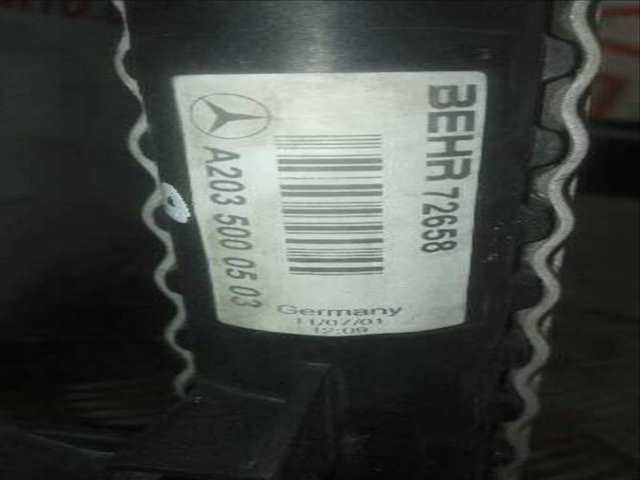 BEHR 72658
A203 500 05 03
Germany
11/07/01
12:09